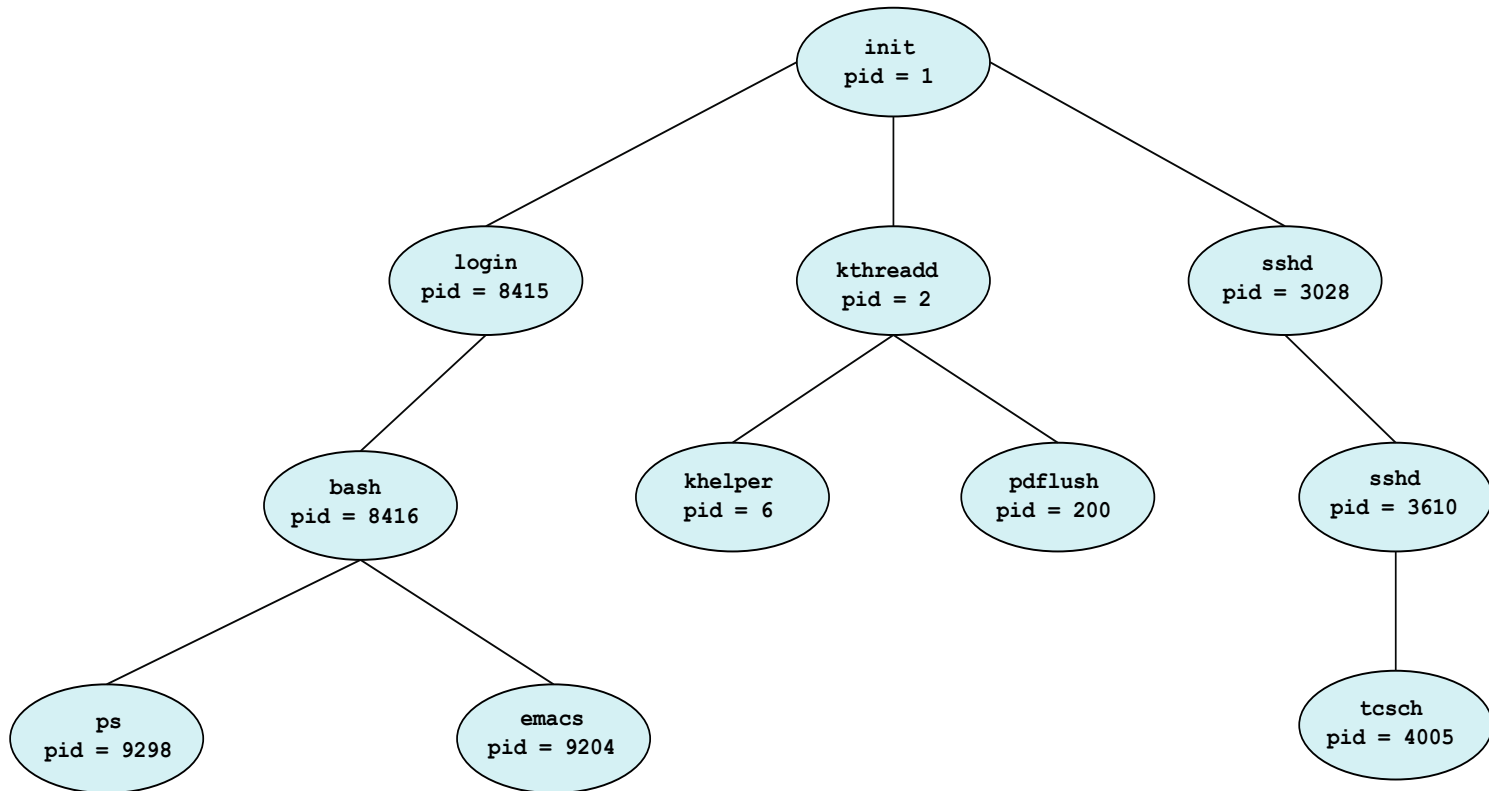 init
pid = 1
login
pid = 8415
kthreadd
pid = 2
sshd
pid = 3028
bash
pid = 8416
khelper
pid = 6
pdflush
pid = 200
sshd
pid = 3610
ps
pid = 9298
emacs
pid = 9204
tcsch
pid = 4005